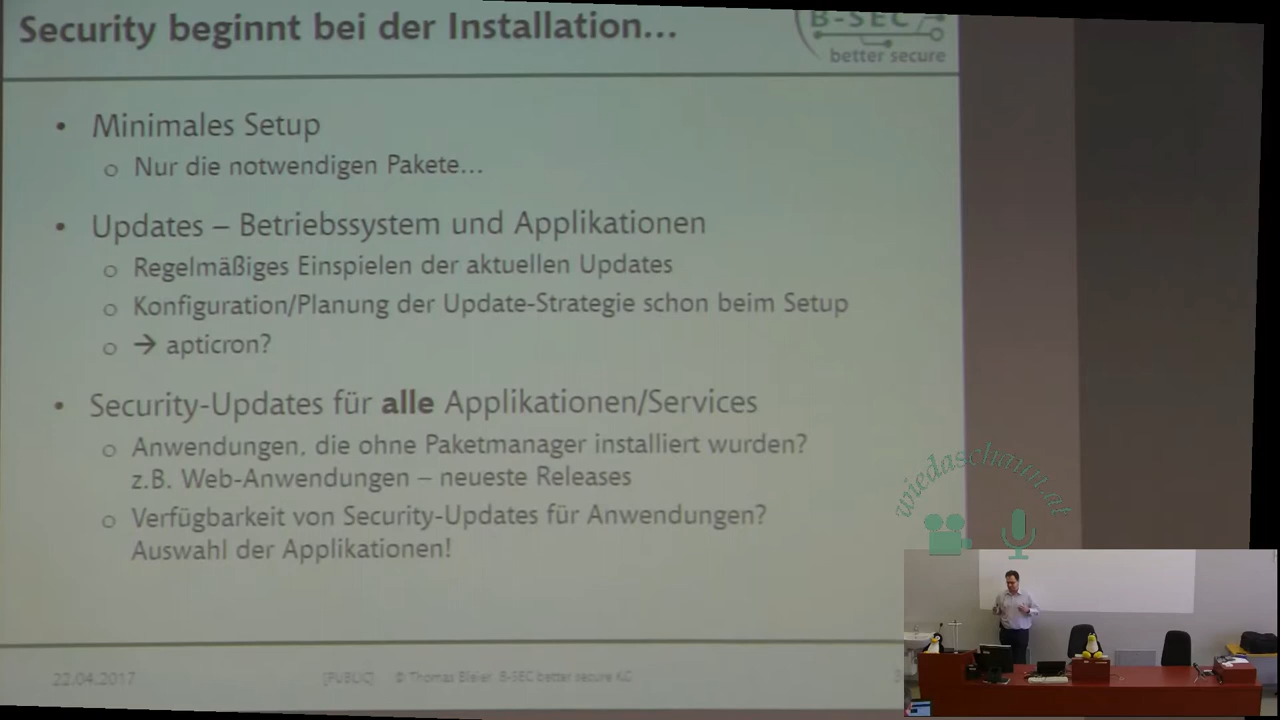 Security beginnt bei der Installation...
B-SEC
better secure
• Minimales Setup
o Nur die notwendigen Pakete...
• Updates – Betriebssystem und Applikationen
o Regelmäßiges Einspielen der aktuellen Updates
o Konfiguration/Planung der Update-Strategie schon beim Setup
o → apticron?
• Security-Updates für alle Applikationen/Services
o Anwendungen, die ohne Paketmanager installiert wurden?
z.B. Web-Anwendungen – neueste Releases
o Verfügbarkeit von Security-Updates für Anwendungen?
Auswahl der Applikationen!
wiedaschaun.at
22.04.2017
[PUBLIC] © Thomas Bleier, B-SEC better secure KG